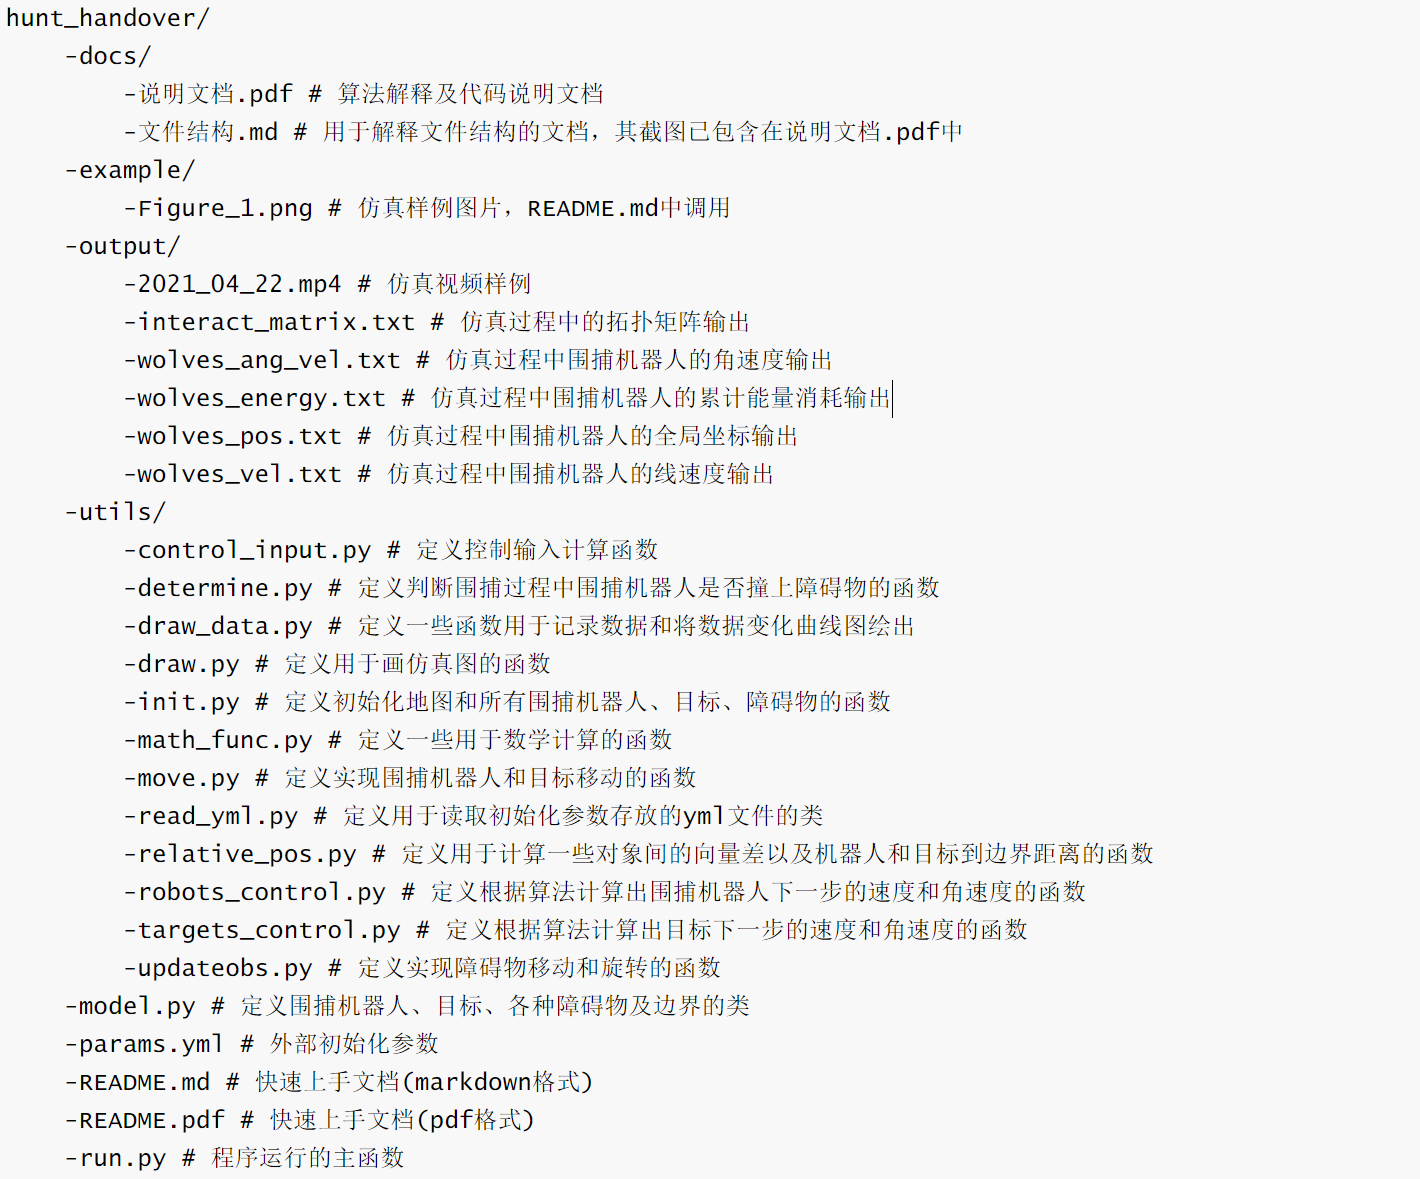 hunt_handover/
-docs/
-说明文档.pdf # 算法解释及代码说明文档
-文件结构.md # 用于解释文件结构的文档，其截图已包含在说明文档.pdf中
-example/
-Figure_1.png # 仿真样例图片，README.md中调用
-output/
-2021_04_22.mp4 # 仿真视频样例
-interact_matrix.txt # 仿真过程中的拓扑矩阵输出
-wolves_ang_vel.txt # 仿真过程中围捕机器人的角速度输出
-wolves_energy.txt # 仿真过程中围捕机器人的累计能量消耗输出
-wolves_pos.txt # 仿真过程中围捕机器人的全局坐标输出
-wolves_vel.txt # 仿真过程中围捕机器人的线速度输出
-utils/
-control_input.py # 定义控制输入计算函数
-determine.py # 定义判断围捕过程中围捕机器人是否撞上障碍物的函数
-draw_data.py # 定义一些函数用于记录数据和将数据变化曲线图绘出
-draw.py # 定义用于画仿真图的函数
-init.py # 定义初始化地图和所有围捕机器人、目标、障碍物的函数
-math_func.py # 定义一些用于数学计算的函数
-move.py # 定义实现围捕机器人和目标移动的函数
-read_yml.py # 定义用于读取初始化参数存放的yml文件的类
-relative_pos.py # 定义用于计算一些对象间的向量差以及机器人和目标到边界距离的函数
-robots_control.py # 定义根据算法计算出围捕机器人下一步的速度和角速度的函数
-targets_control.py # 定义根据算法计算出目标下一步的速度和角速度的函数
-updateobs.py # 定义实现障碍物移动和旋转的函数
-model.py # 定义围捕机器人、目标、各种障碍物及边界的类
-params.yml # 外部初始化参数
-README.md # 快速上手文档(markdown格式)
-README.pdf # 快速上手文档(pdf格式)
-run.py # 程序运行的主函数